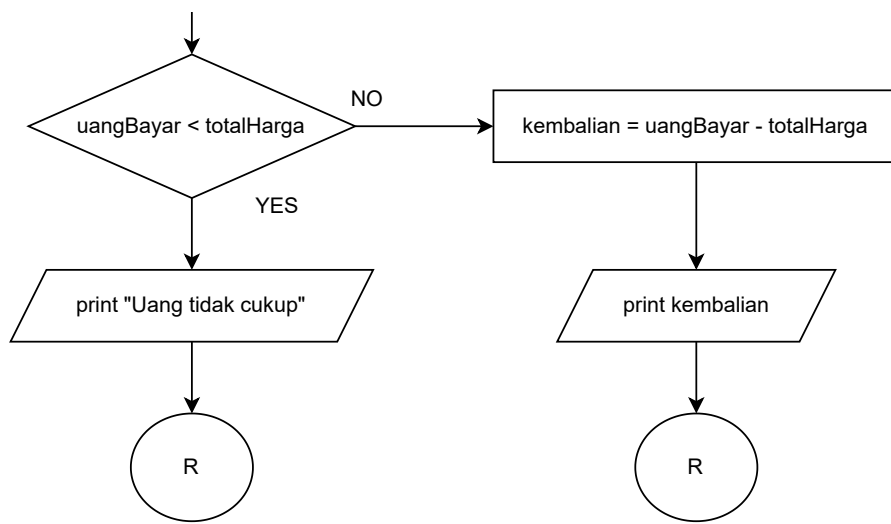 uangBayar < totalHarga
NO
kembalian = uangBayar - totalHarga
YES
print "Uang tidak cukup"
print kembalian
R
R